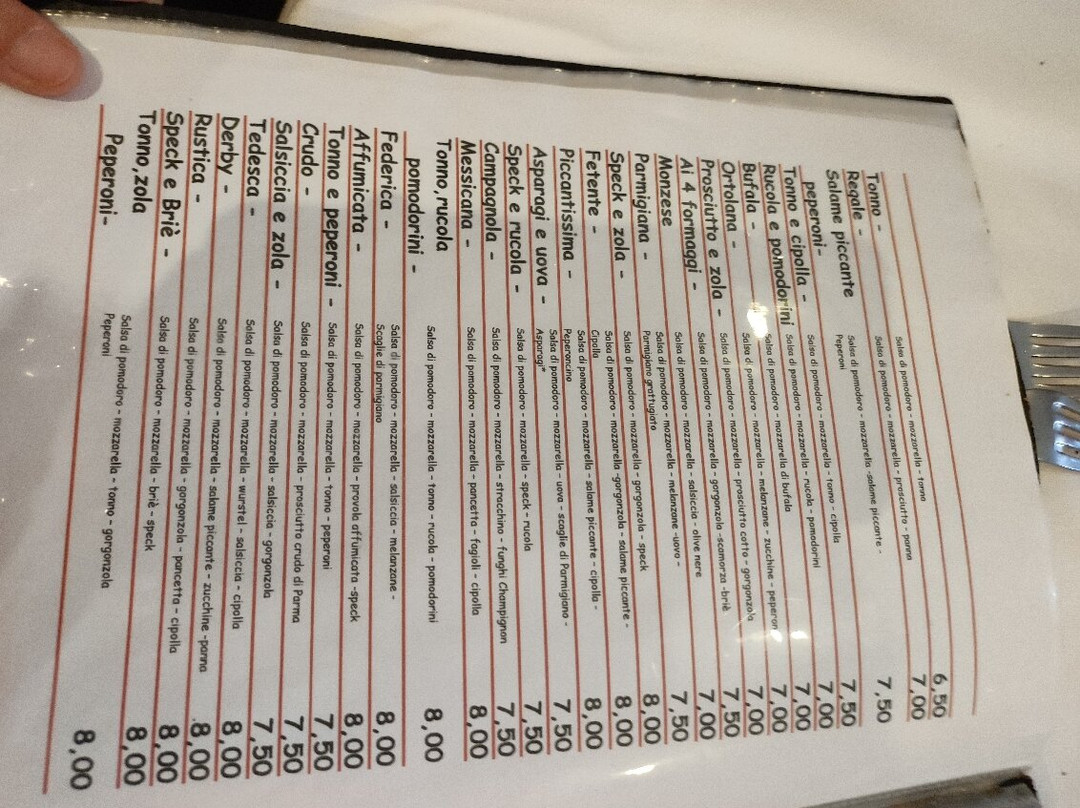 Tonno - Salsa di pomodoro - mozzarella - tonno 6,50
Regale - Salsa di pomodoro - mozzarella - prosciutto - panna 7,00
Salame piccante Salsa di pomodoro - mozzarella -salame piccante -
peperoni- Peperoni 7,50
Tonno e cipolla - Salsa di pomodoro - mozzarella - tonno - cipolla 7,50
Rucola e pomodorini Salsa di pomodoro - mozzarella - rucola - pomodorini 7,00
Bufala - Salsa di pomodoro - mozzarella di bufala 7,00
Ortolana - Salsa di pomodoro - mozzarella - melanzane - zucchine - peperon 7,00
Prosciutto e zola - Salsa di pomodoro - mozzarella - prosciutto cotto - gorgonzola 7,00
Ai 4 formaggi - Salsa di pomodoro - mozzarella - gorgonzola -scamorza -briè 7,50
Monzese Salsa di pomodoro - mozzarella - salsiccia - olive nere 7,00
Parmigiana - Salsa di pomodoro - mozzarella - melanzane -uova -
Parmigiano grattugiato 7,50
Speck e zola - Salsa di pomodoro - mozzarella - gorgonzola - speck 8,00
Fetente - Salsa di pomodoro - mozzarella -gorgonzola - salame piccante -
Cipolla 8,00
Piccantissima - Salsa di pomodoro - mozzarella - salame piccante - cipolla -
Peperoncino 8,00
Asparagi e uova - Salsa di pomodoro - mozzarella - uova - scaglie di Parmigiano -
Asparagi* 7,50
Speck e rucola - Salsa di pomodoro - mozzarella - speck - rucola 7,50
Campagnola - Salsa di pomodoro - mozzarella - stracchino - funghi Champignon 7,50
Messicana - Salsa di pomodoro - mozzarella - pancetta - fagioli - cipolla 8,00
Tonno,rucola
pomodorini - Salsa di pomodoro - mozzarella - tonno - rucola - pomodorini 8,00
Federica - Salsa di pomodoro - mozzarella - salsiccia - melanzane -
Scaglie di parmigiano 8,00
Affumicata - Salsa di pomodoro - mozzarella - provola affumicata -speck 8,00
Tonno e peperoni - Salsa di pomodoro - mozzarella - tonno - peperoni 7,50
Crudo - Salsa di pomodoro - mozzarella - prosciutto crudo di Parma 7,50
Salsiccia e zola - Salsa di pomodoro - mozzarella - salsiccia - gorgonzola 7,50
Tedesca - Salsa di pomodoro - mozzarella - wurstel - salsiccia - cipolla 8,00
Derby - Salsa di pomodoro - mozzarella - salame piccante - zucchine -panna 8,00
Rustica - Salsa di pomodoro - mozzarella - gorgonzola - pancetta - cipolla 8,00
Speck e Briè - Salsa di pomodoro - mozzarella - briè - speck 8,00
Tonno,zola Salsa di pomodoro - mozzarella - tonno - gorgonzola
Peperoni- Peperoni 8,00